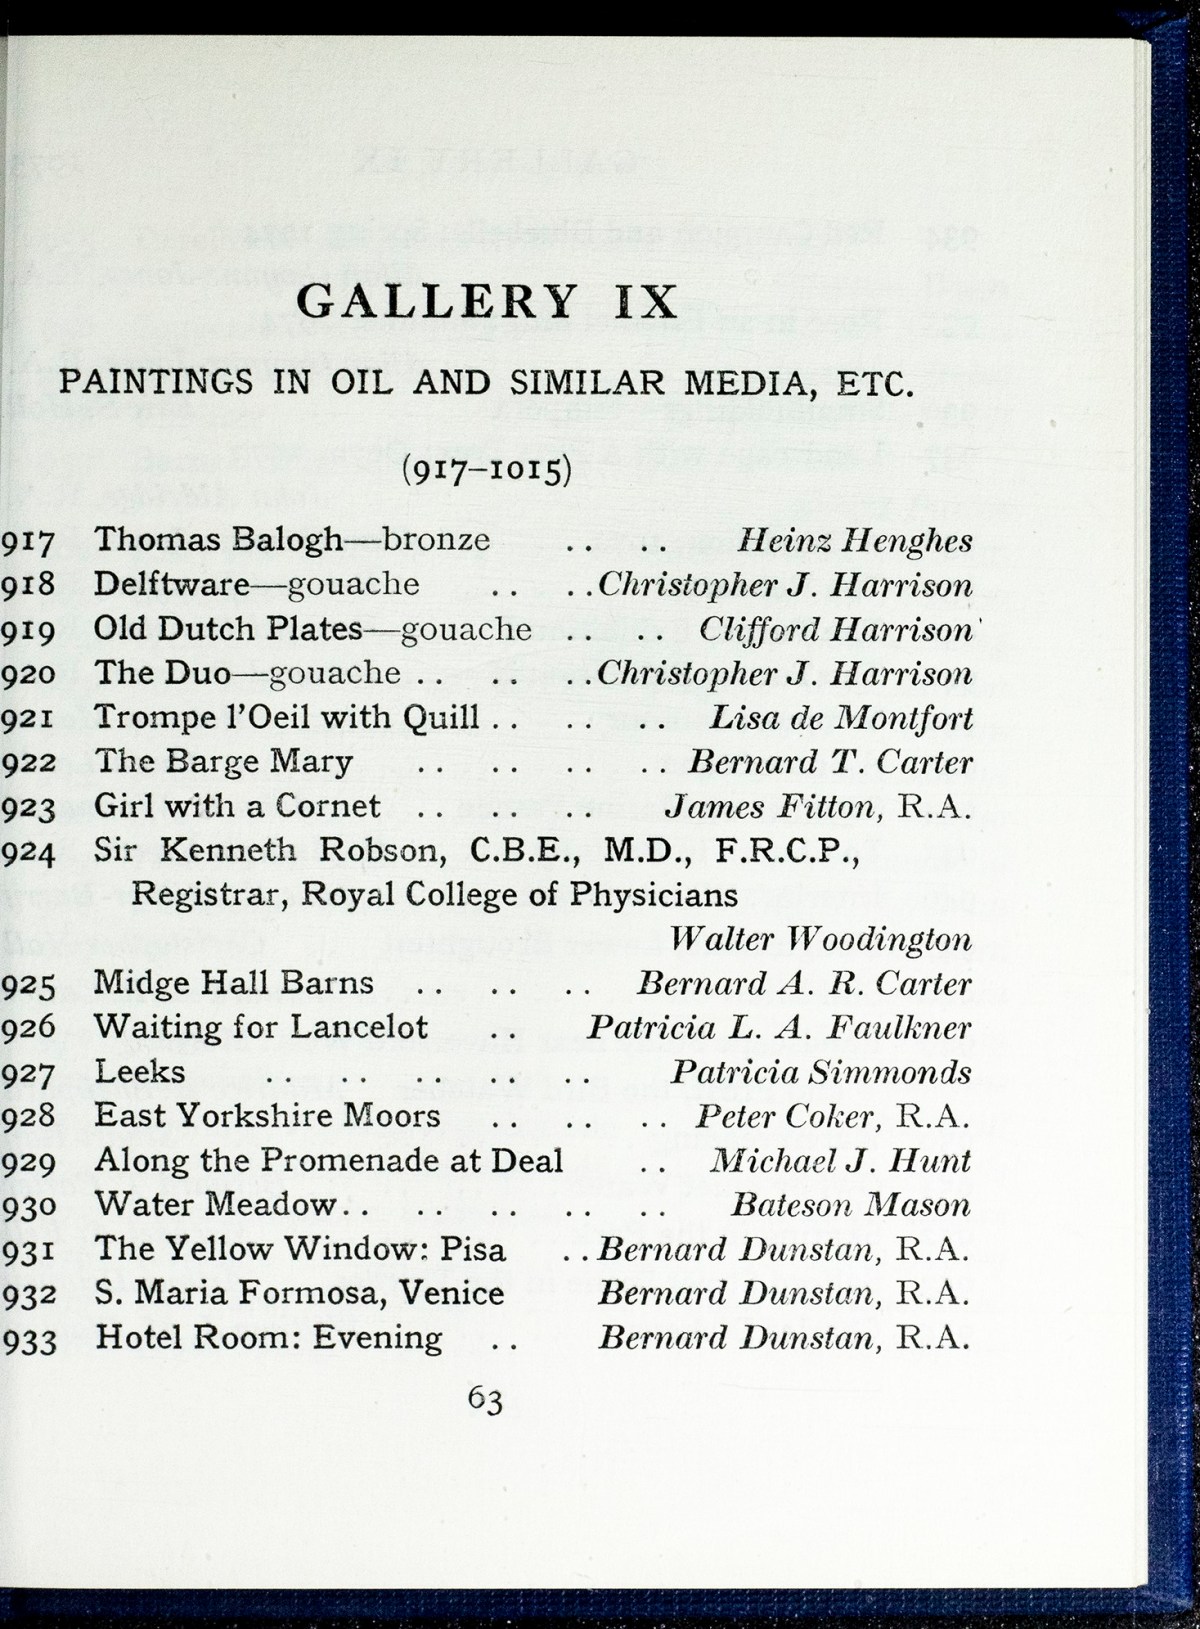 GALLERY IX
PAINTINGS IN OIL AND SIMILAR MEDIA, ETC.
(917–1015)
917 Thomas Balogh—bronze .. .. Heinz Henghes
918 Delftware—gouache .. ..Christopher J. Harrison
919 Old Dutch Plates—gouache .. .. Clifford Harrison
920 The Duo—gouache .. .. ..Christopher J. Harrison
921 Trompe l'Oeil with Quill .. .. .. Lisa de Montfort
922 The Barge Mary .. .. .. .. Bernard T. Carter
923 Girl with a Cornet .. .. .. James Fitton, R.A.
924 Sir Kenneth Robson, C.B.E., M.D., F.R.C.P.,
Registrar, Royal College of Physicians
Walter Woodington
925 Midge Hall Barns .. .. .. Bernard A. R. Carter
926 Waiting for Lancelot .. Patricia L. A. Faulkner
927 Leeks .. .. .. .. .. Patricia Simmonds
928 East Yorkshire Moors .. .. .. Peter Coker, R.A.
929 Along the Promenade at Deal .. Michael J. Hunt
930 Water Meadow.. .. .. .. .. Bateson Mason
931 The Yellow Window: Pisa ..Bernard Dunstan, R.A.
932 S. Maria Formosa, Venice Bernard Dunstan, R.A.
933 Hotel Room: Evening .. Bernard Dunstan, R.A.
63